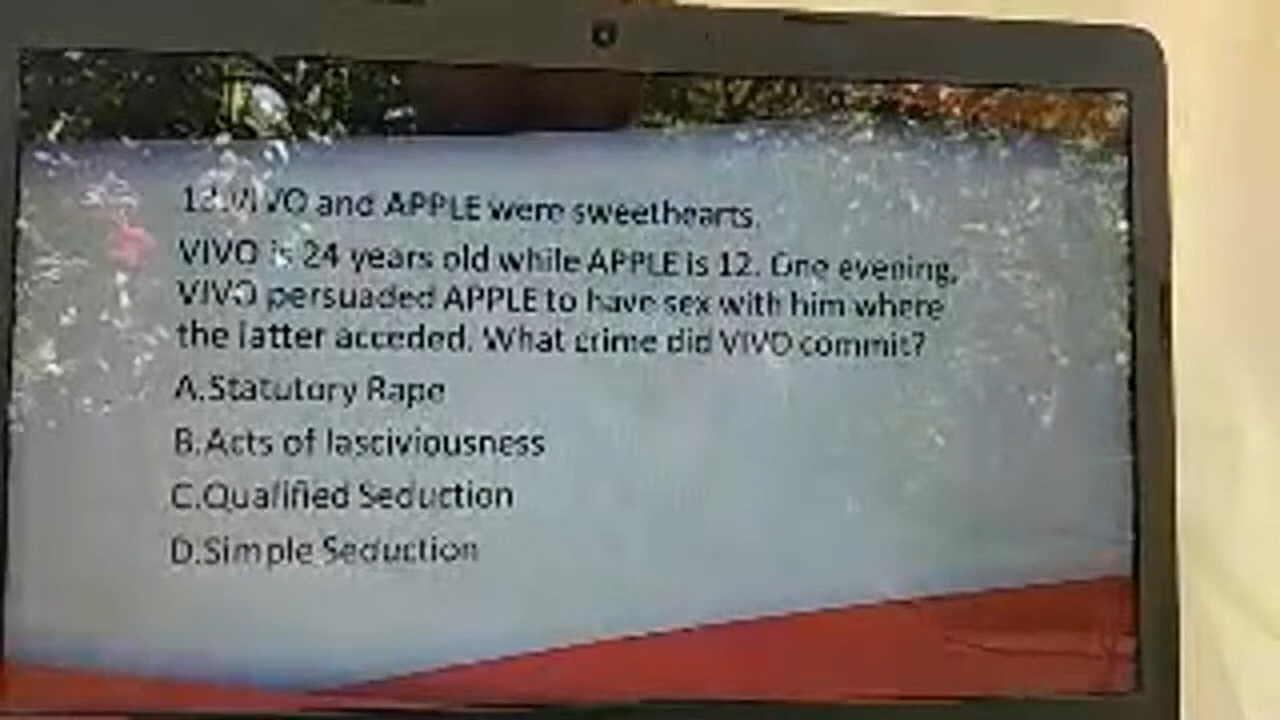 13.VIVO and APPLE were sweethearts.
VIVO is 24 years old while APPLE is 12. One evening,
VIVO persuaded APPLE to have sex with him where
the latter acceded. What crime did VIVO commit?
A.Statutory Rape
B.Acts of lasciviousness
C.Qualified Seduction
D.Simple Seduction